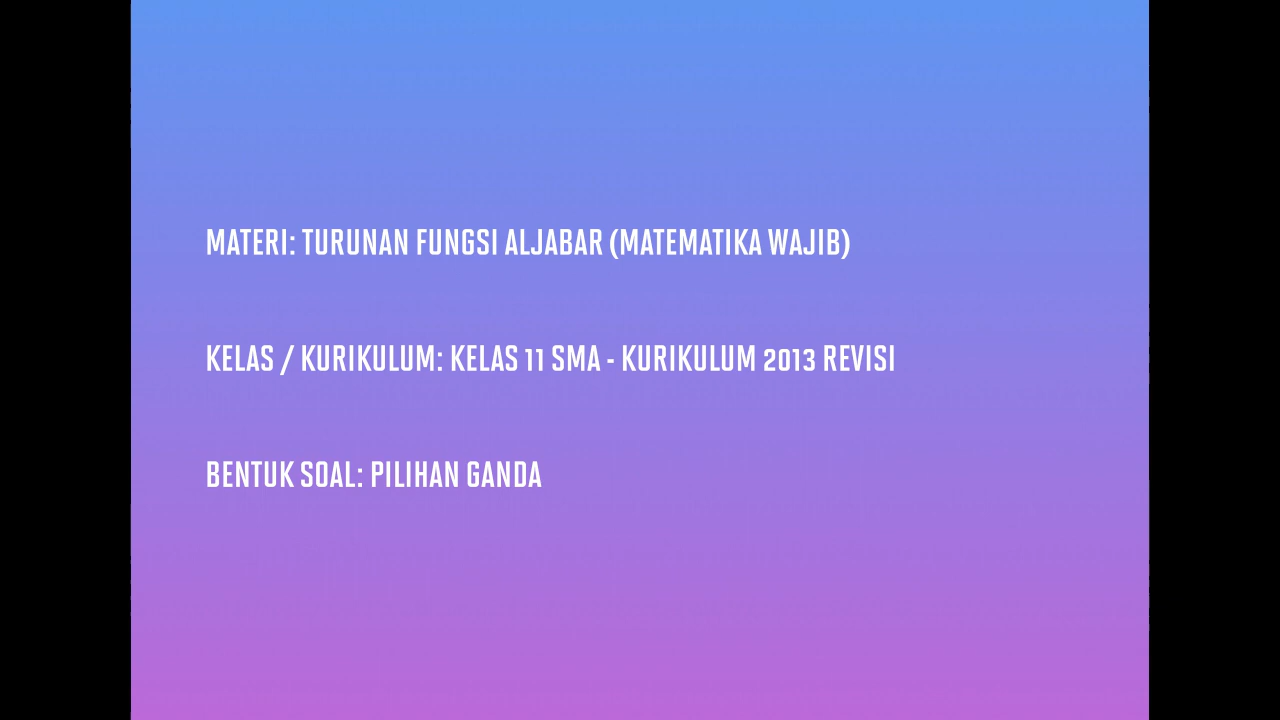 MATERI: TURUNAN FUNGSI ALJABAR (MATEMATIKA WAJIB)
KELAS / KURIKULUM: KELAS 11 SMA - KURIKULUM 2013 REVISI
BENTUK SOAL: PILIHAN GANDA